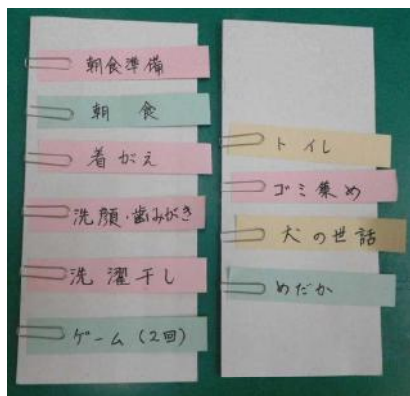 朝食準備
朝食
着がえ
洗顔・歯みがき
洗濯干し
ゲーム(2回)
トイレ
ゴミ集め
犬の世話
めだか